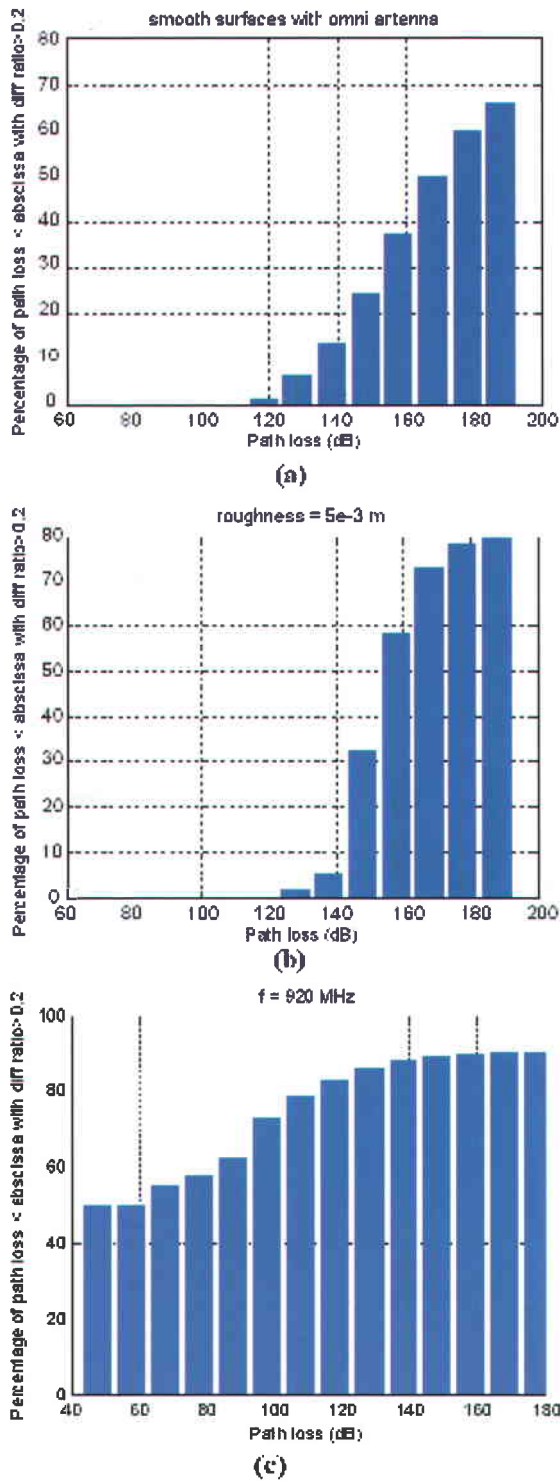 smooth surfaces with omni artenna
Percentage of path loss < abscissa with diff ratio>0.2
80
70
60
50
40
30
20
10
0
60 80 100 120 140 160 180 200
Path loss (dB)
(a)
roughness = 5e-3 m
Percentage of path loss < abscissa with diff ratio>0.2
80
70
60
50
40
30
20
10
0
60 80 100 120 140 160 180 200
Path loss (dB)
(b)
f = 920 MHz
Percentage of path loss < abscissa with diff ratio>0.2
100
80
60
40
20
0
40 60 80 100 120 140 160 180
Path loss (dB)
(c)